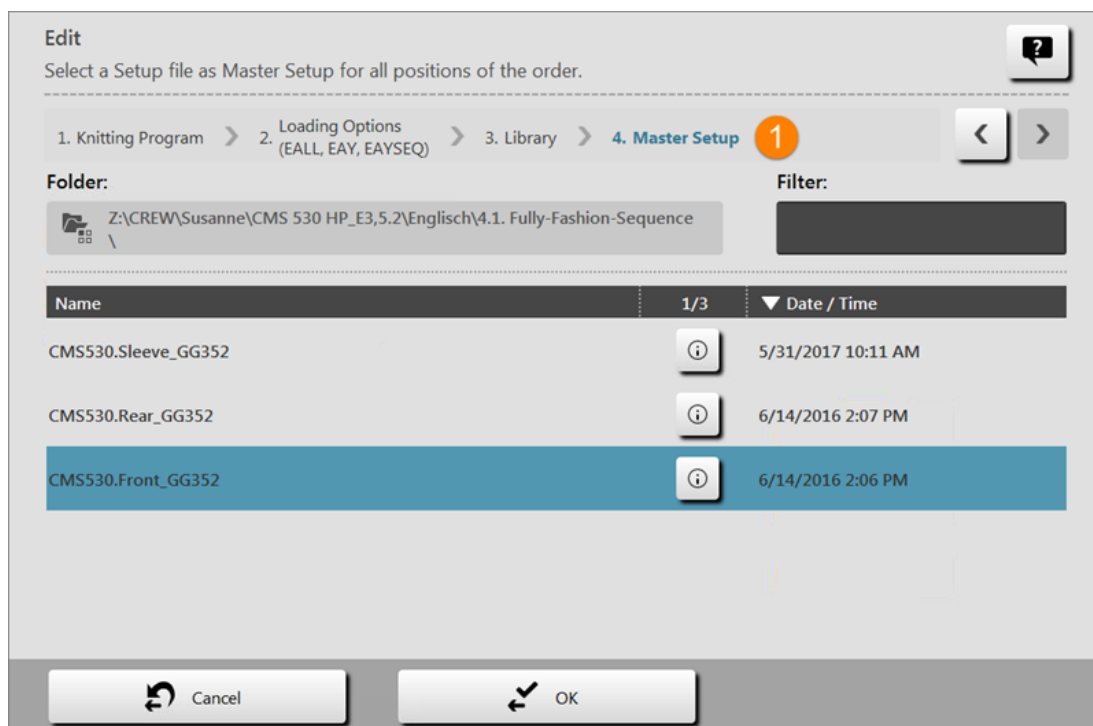 Edit
Select a Setup file as Master Setup for all positions of the order.
1. Knitting Program 2. Loading Options (EALL, EAY, EAYSEQ) 3. Library 4. Master Setup 1
Folder: Filter:
Z:\CREW\Susanne\CMS 530 HP_E3,5.2\Englisch\4.1. Fully-Fashion-Sequence
\
Name 1/3 Date / Time
CMS530.Sleeve_GG352 5/31/2017 10:11 AM
CMS530.Rear_GG352 6/14/2016 2:07 PM
CMS530.Front_GG352 6/14/2016 2:06 PM
Cancel OK